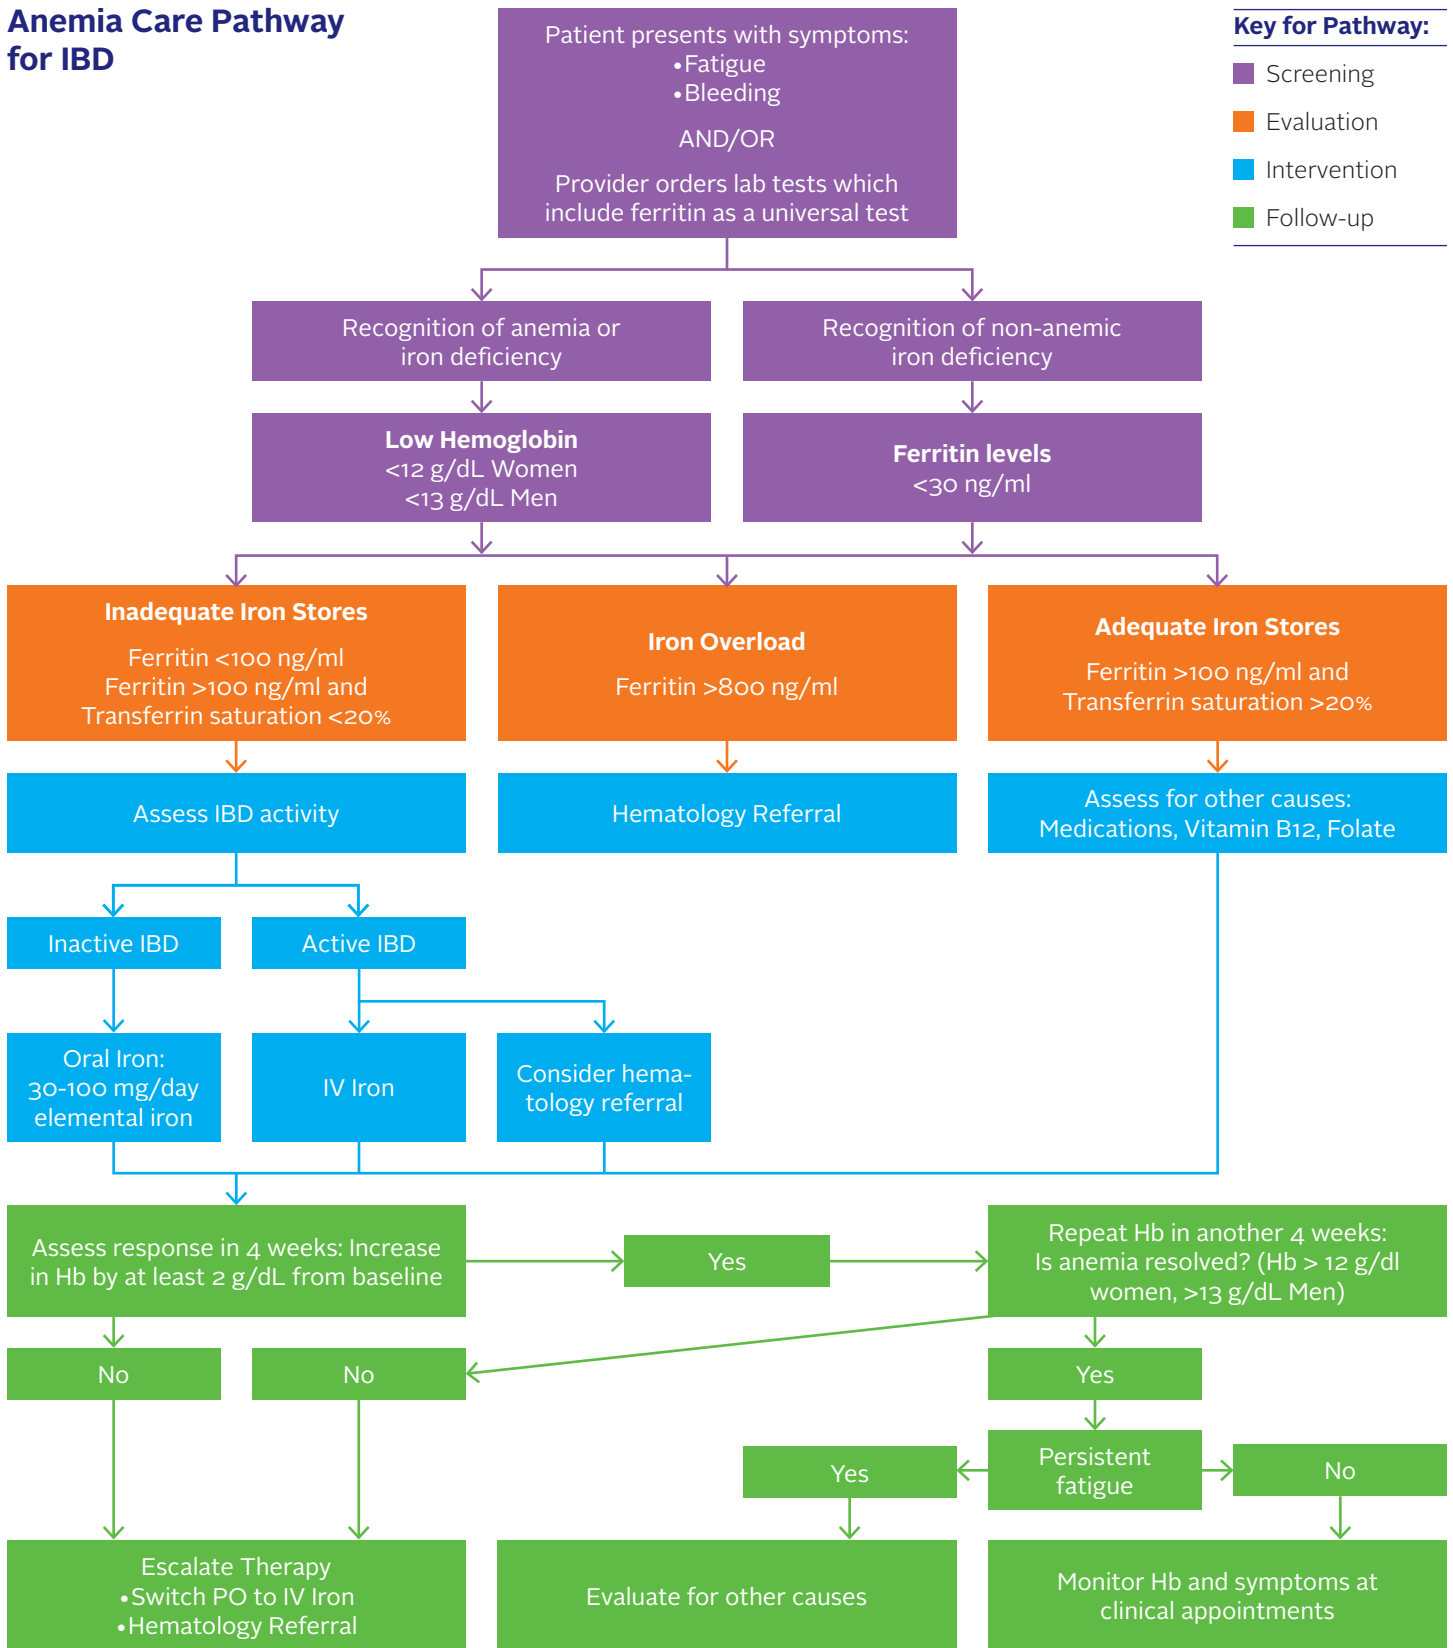 Anemia Care Pathway
for IBD
Key for Pathway:
Screening
Evaluation
Intervention
Follow-up
Patient presents with symptoms:
•Fatigue
•Bleeding
AND/OR
Provider orders lab tests which
include ferritin as a universal test
Recognition of anemia or
iron deficiency
Recognition of non-anemic
iron deficiency
Low Hemoglobin
<12 g/dL Women
<13 g/dL Men
Ferritin levels
<30 ng/ml
Inadequate Iron Stores
Ferritin <100 ng/ml
Ferritin >100 ng/ml and
Transferrin saturation <20%
Iron Overload
Ferritin >800 ng/ml
Adequate Iron Stores
Ferritin >100 ng/ml and
Transferrin saturation >20%
Assess IBD activity
Hematology Referral
Assess for other causes:
Medications, Vitamin B12, Folate
Inactive IBD
Active IBD
Oral Iron:
30-100 mg/day
elemental iron
IV Iron
Consider hema-
tology referral
Assess response in 4 weeks: Increase
in Hb by at least 2 g/dL from baseline
Yes
Repeat Hb in another 4 weeks:
Is anemia resolved? (Hb > 12 g/dl
women, >13 g/dL Men)
No
No
Yes
Yes
Persistent
fatigue
No
Escalate Therapy
•Switch PO to IV Iron
•Hematology Referral
Evaluate for other causes
Monitor Hb and symptoms at
clinical appointments